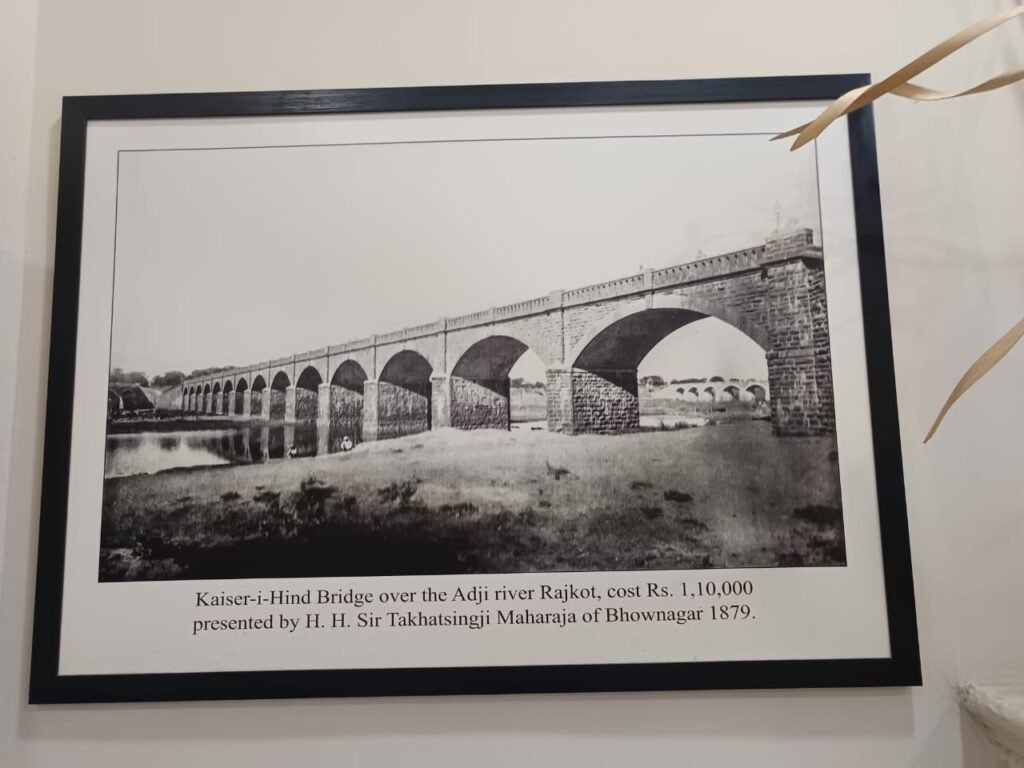 Kaiser-i-Hind Bridge over the Adji river Rajkot, cost Rs. 1,10,000
presented by H. H. Sir Takhatsingji Maharaja of Bhownagar 1879.